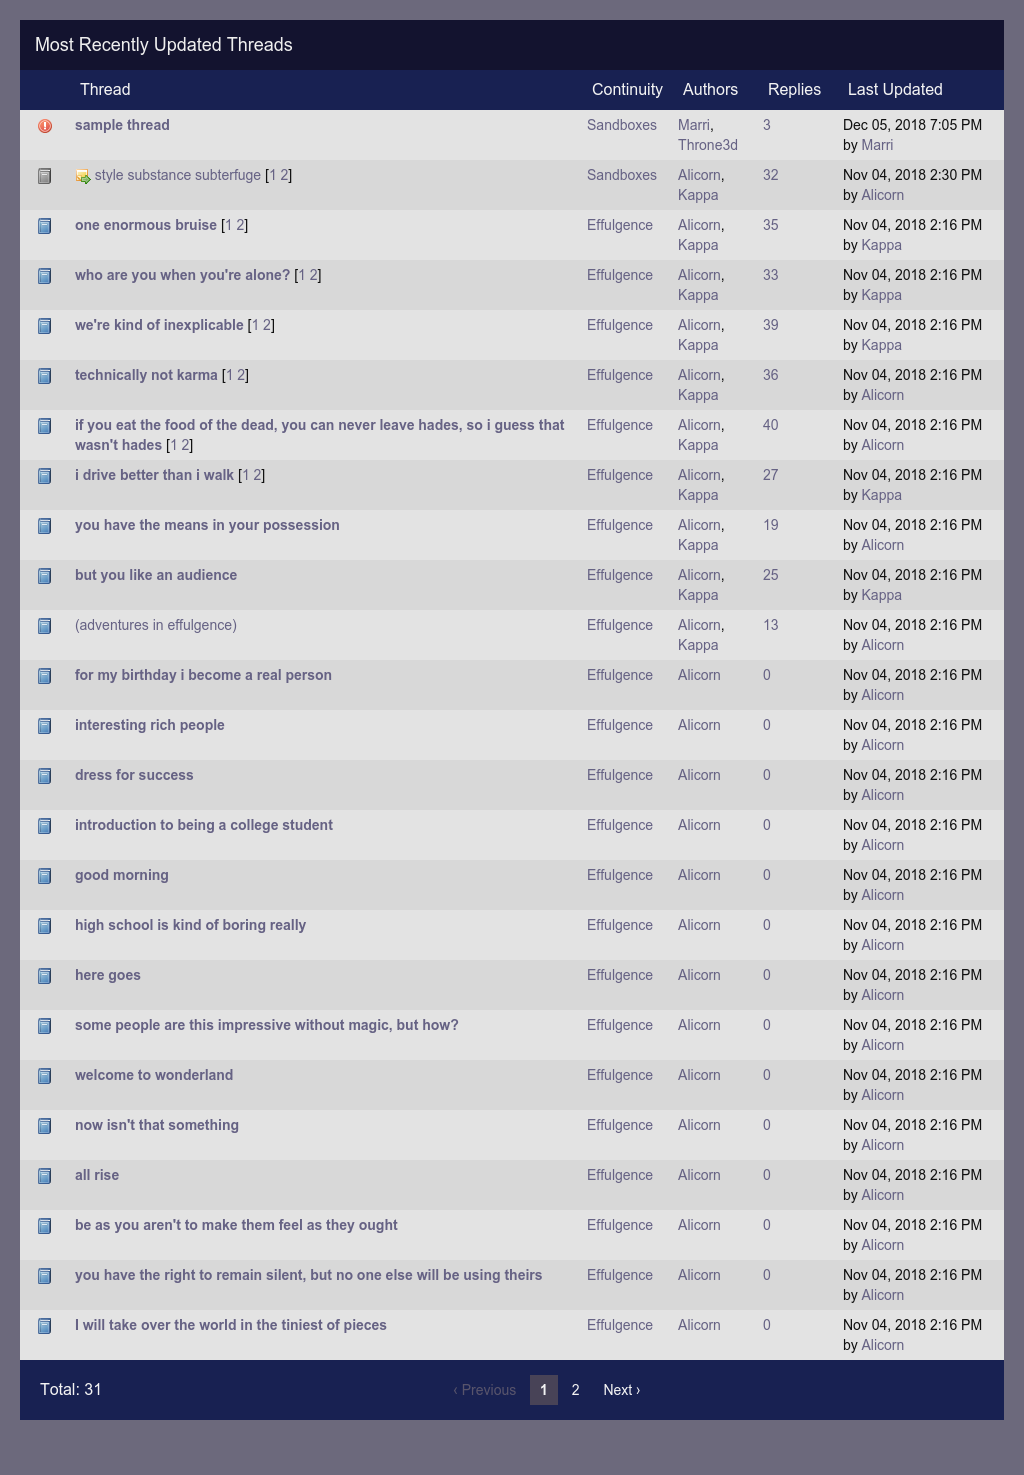 Most Recently Updated Threads
Thread Continuity Authors Replies Last Updated
sample thread Sandboxes Marri, 3 Dec 05, 2018 7:05 PM
Throne3d by Marri
style substance subterfuge [1 2] Sandboxes Alicorn, 32 Nov 04, 2018 2:30 PM
Kappa by Alicorn
one enormous bruise [1 2] Effulgence Alicorn, 35 Nov 04, 2018 2:16 PM
Kappa by Kappa
who are you when you're alone? [1 2] Effulgence Alicorn, 33 Nov 04, 2018 2:16 PM
Kappa by Kappa
we're kind of inexplicable [1 2] Effulgence Alicorn, 39 Nov 04, 2018 2:16 PM
Kappa by Kappa
technically not karma [1 2] Effulgence Alicorn, 36 Nov 04, 2018 2:16 PM
Kappa by Alicorn
if you eat the food of the dead, you can never leave hades, so i guess that Effulgence Alicorn, 40 Nov 04, 2018 2:16 PM
wasn't hades [1 2] Kappa by Alicorn
i drive better than i walk [1 2] Effulgence Alicorn, 27 Nov 04, 2018 2:16 PM
Kappa by Kappa
you have the means in your possession Effulgence Alicorn, 19 Nov 04, 2018 2:16 PM
Kappa by Alicorn
but you like an audience Effulgence Alicorn, 25 Nov 04, 2018 2:16 PM
Kappa by Kappa
(adventures in effulgence) Effulgence Alicorn, 13 Nov 04, 2018 2:16 PM
Kappa by Alicorn
for my birthday i become a real person Effulgence Alicorn 0 Nov 04, 2018 2:16 PM
by Alicorn
interesting rich people Effulgence Alicorn 0 Nov 04, 2018 2:16 PM
by Alicorn
dress for success Effulgence Alicorn 0 Nov 04, 2018 2:16 PM
by Alicorn
introduction to being a college student Effulgence Alicorn 0 Nov 04, 2018 2:16 PM
by Alicorn
good morning Effulgence Alicorn 0 Nov 04, 2018 2:16 PM
by Alicorn
high school is kind of boring really Effulgence Alicorn 0 Nov 04, 2018 2:16 PM
by Alicorn
here goes Effulgence Alicorn 0 Nov 04, 2018 2:16 PM
by Alicorn
some people are this impressive without magic, but how? Effulgence Alicorn 0 Nov 04, 2018 2:16 PM
by Alicorn
welcome to wonderland Effulgence Alicorn 0 Nov 04, 2018 2:16 PM
by Alicorn
now isn't that something Effulgence Alicorn 0 Nov 04, 2018 2:16 PM
by Alicorn
all rise Effulgence Alicorn 0 Nov 04, 2018 2:16 PM
by Alicorn
be as you aren't to make them feel as they ought Effulgence Alicorn 0 Nov 04, 2018 2:16 PM
by Alicorn
you have the right to remain silent, but no one else will be using theirs Effulgence Alicorn 0 Nov 04, 2018 2:16 PM
by Alicorn
I will take over the world in the tiniest of pieces Effulgence Alicorn 0 Nov 04, 2018 2:16 PM
by Alicorn
Total: 31 ‹ Previous 1 2 Next ›